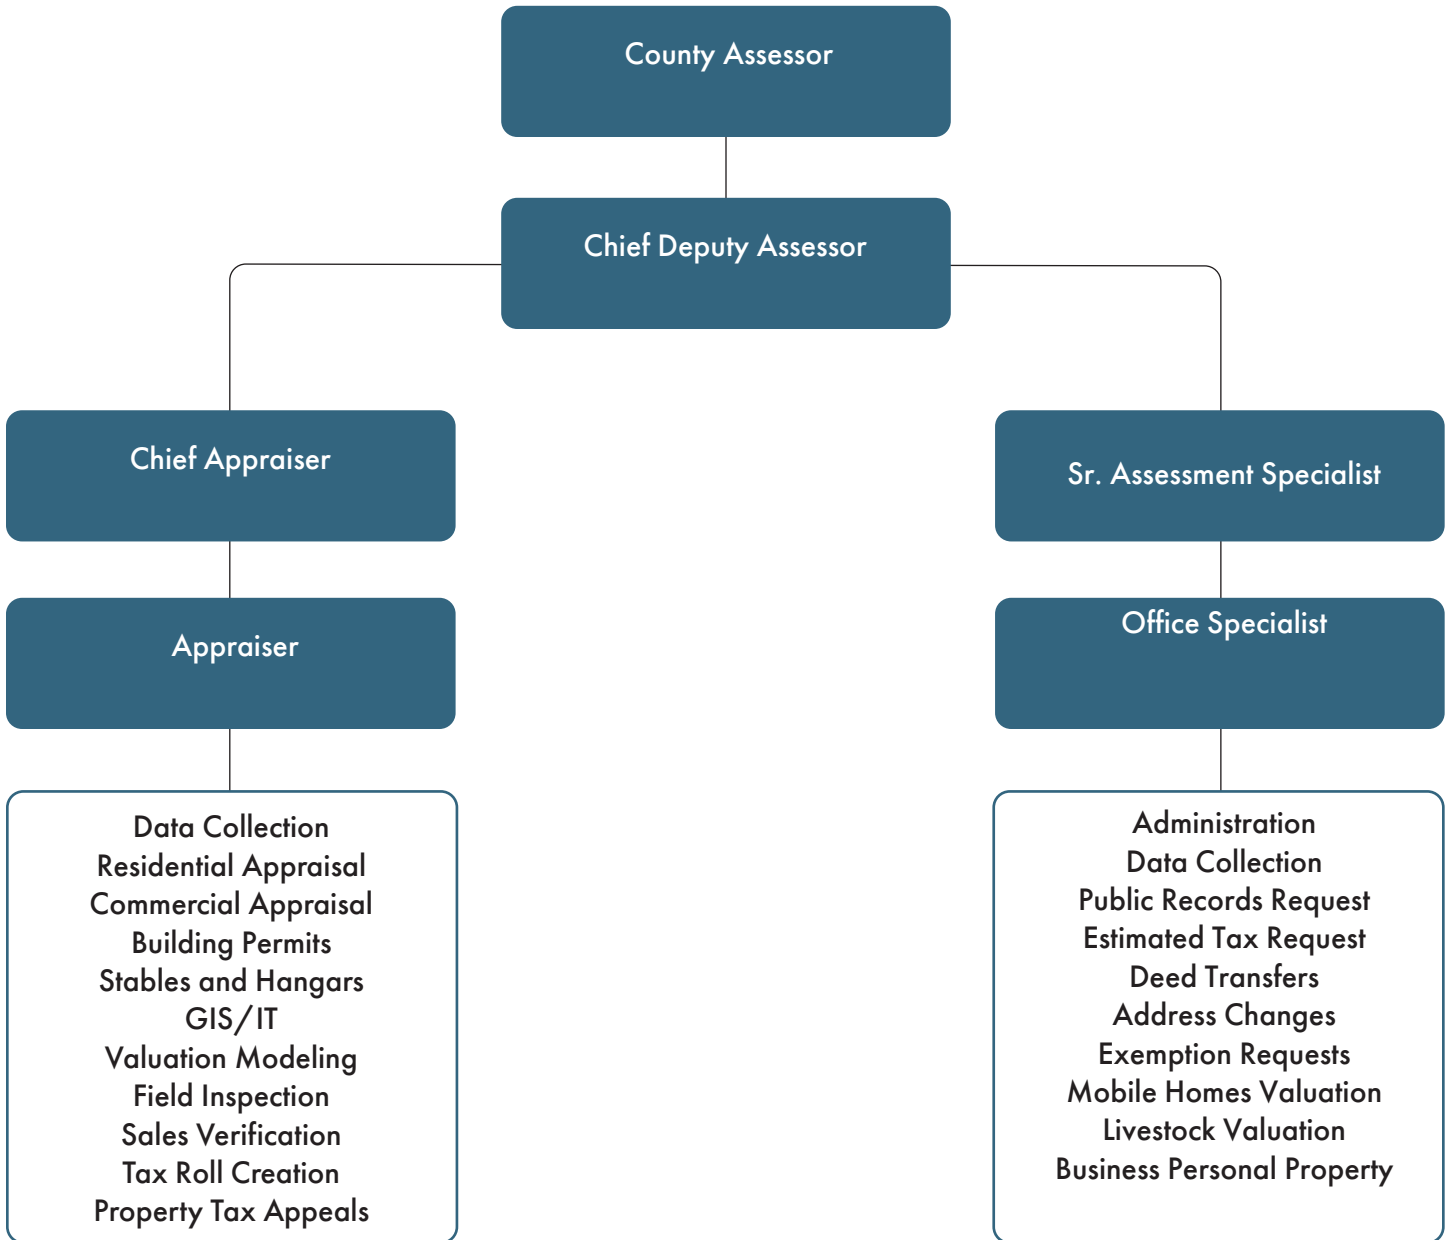 County Assessor
Chief Deputy Assessor
Chief Appraiser
Sr. Assessment Specialist
Appraiser
Office Specialist
Data Collection
Residential Appraisal
Commercial Appraisal
Building Permits
Stables and Hangars
GIS/IT
Valuation Modeling
Field Inspection
Sales Verification
Tax Roll Creation
Property Tax Appeals
Administration
Data Collection
Public Records Request
Estimated Tax Request
Deed Transfers
Address Changes
Exemption Requests
Mobile Homes Valuation
Livestock Valuation
Business Personal Property